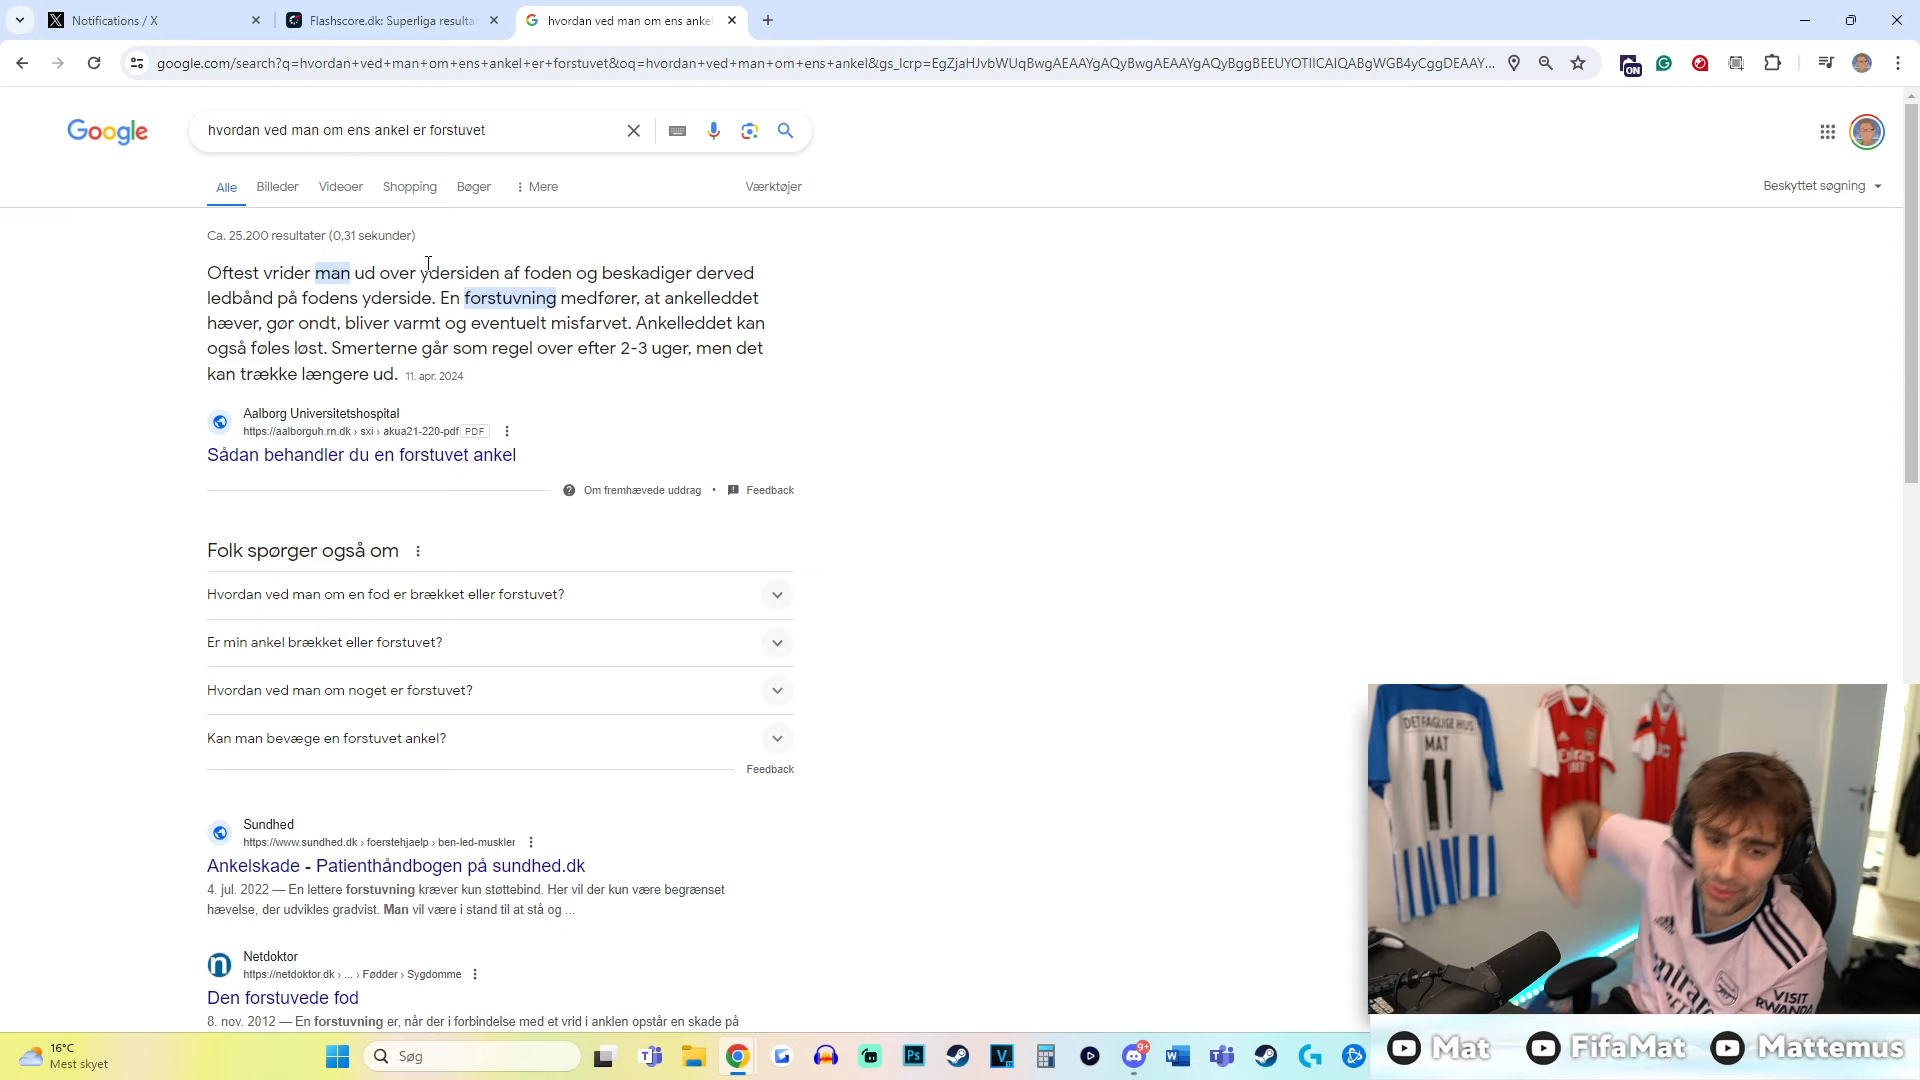 Notifications / X
Flashscore.dk: Superliga resulta
hvordan ved man om ens anke
google.com/search?q=hvordan+ved+man+om+ens+ankel+er+forstuvet&oq=hvordan+ved+man+om+ens+ankel&gs_lcrp=EgZjaHJvbWUqBwgAEAAYgAQyBwgAEAAYgAQyBggBEEUYOTIICAIQABgWGB4yCggDEAAY...
ON
Google
hvordan ved man om ens ankel er forstuvet
Alle
Billeder
Videoer
Shopping
Bøger
Mere
Værktøjer
Beskyttet søgning
Ca. 25.200 resultater (0,31 sekunder)
Oftest vrider man ud over ydersiden af foden og beskadiger derved
ledbånd på fodens yderside. En forstuvning medfører, at ankelleddet
hæver, gør ondt, bliver varmt og eventuelt misfarvet. Ankelleddet kan
også føles løst. Smerterne går som regel over efter 2-3 uger, men det
kan trække længere ud. 11. apr. 2024
Aalborg Universitetshospital
https://aalborguh.rn.dk › sxi › akua21-220-pdf PDF
Sådan behandler du en forstuvet ankel
Om fremhævede uddrag • Feedback
Folk spørger også om
Hvordan ved man om en fod er brækket eller forstuvet?
Er min ankel brækket eller forstuvet?
Hvordan ved man om noget er forstuvet?
Kan man bevæge en forstuvet ankel?
Feedback
Sundhed
https://www.sundhed.dk › foerstehjaelp › ben-led-muskler
Ankelskade - Patienthåndbogen på sundhed.dk
4. jul. 2022 — En lettere forstuvning kræver kun støttebind. Her vil der kun være begrænset
hævelse, der udvikles gradvist. Man vil være i stand til at stå og ...
Netdoktor
https://netdoktor.dk › ... › Fødder › Sygdomme
Den forstuvede fod
8. nov. 2012 — En forstuvning er, når der i forbindelse med et vrid i anklen opstår en skade på
DET FAGLIGE HUS
MAT
11
Emirates
VISIT
RWANDA
Mat
FifaMat
Mattemus
16°C
Mest skyet
Søg
Ps
9+